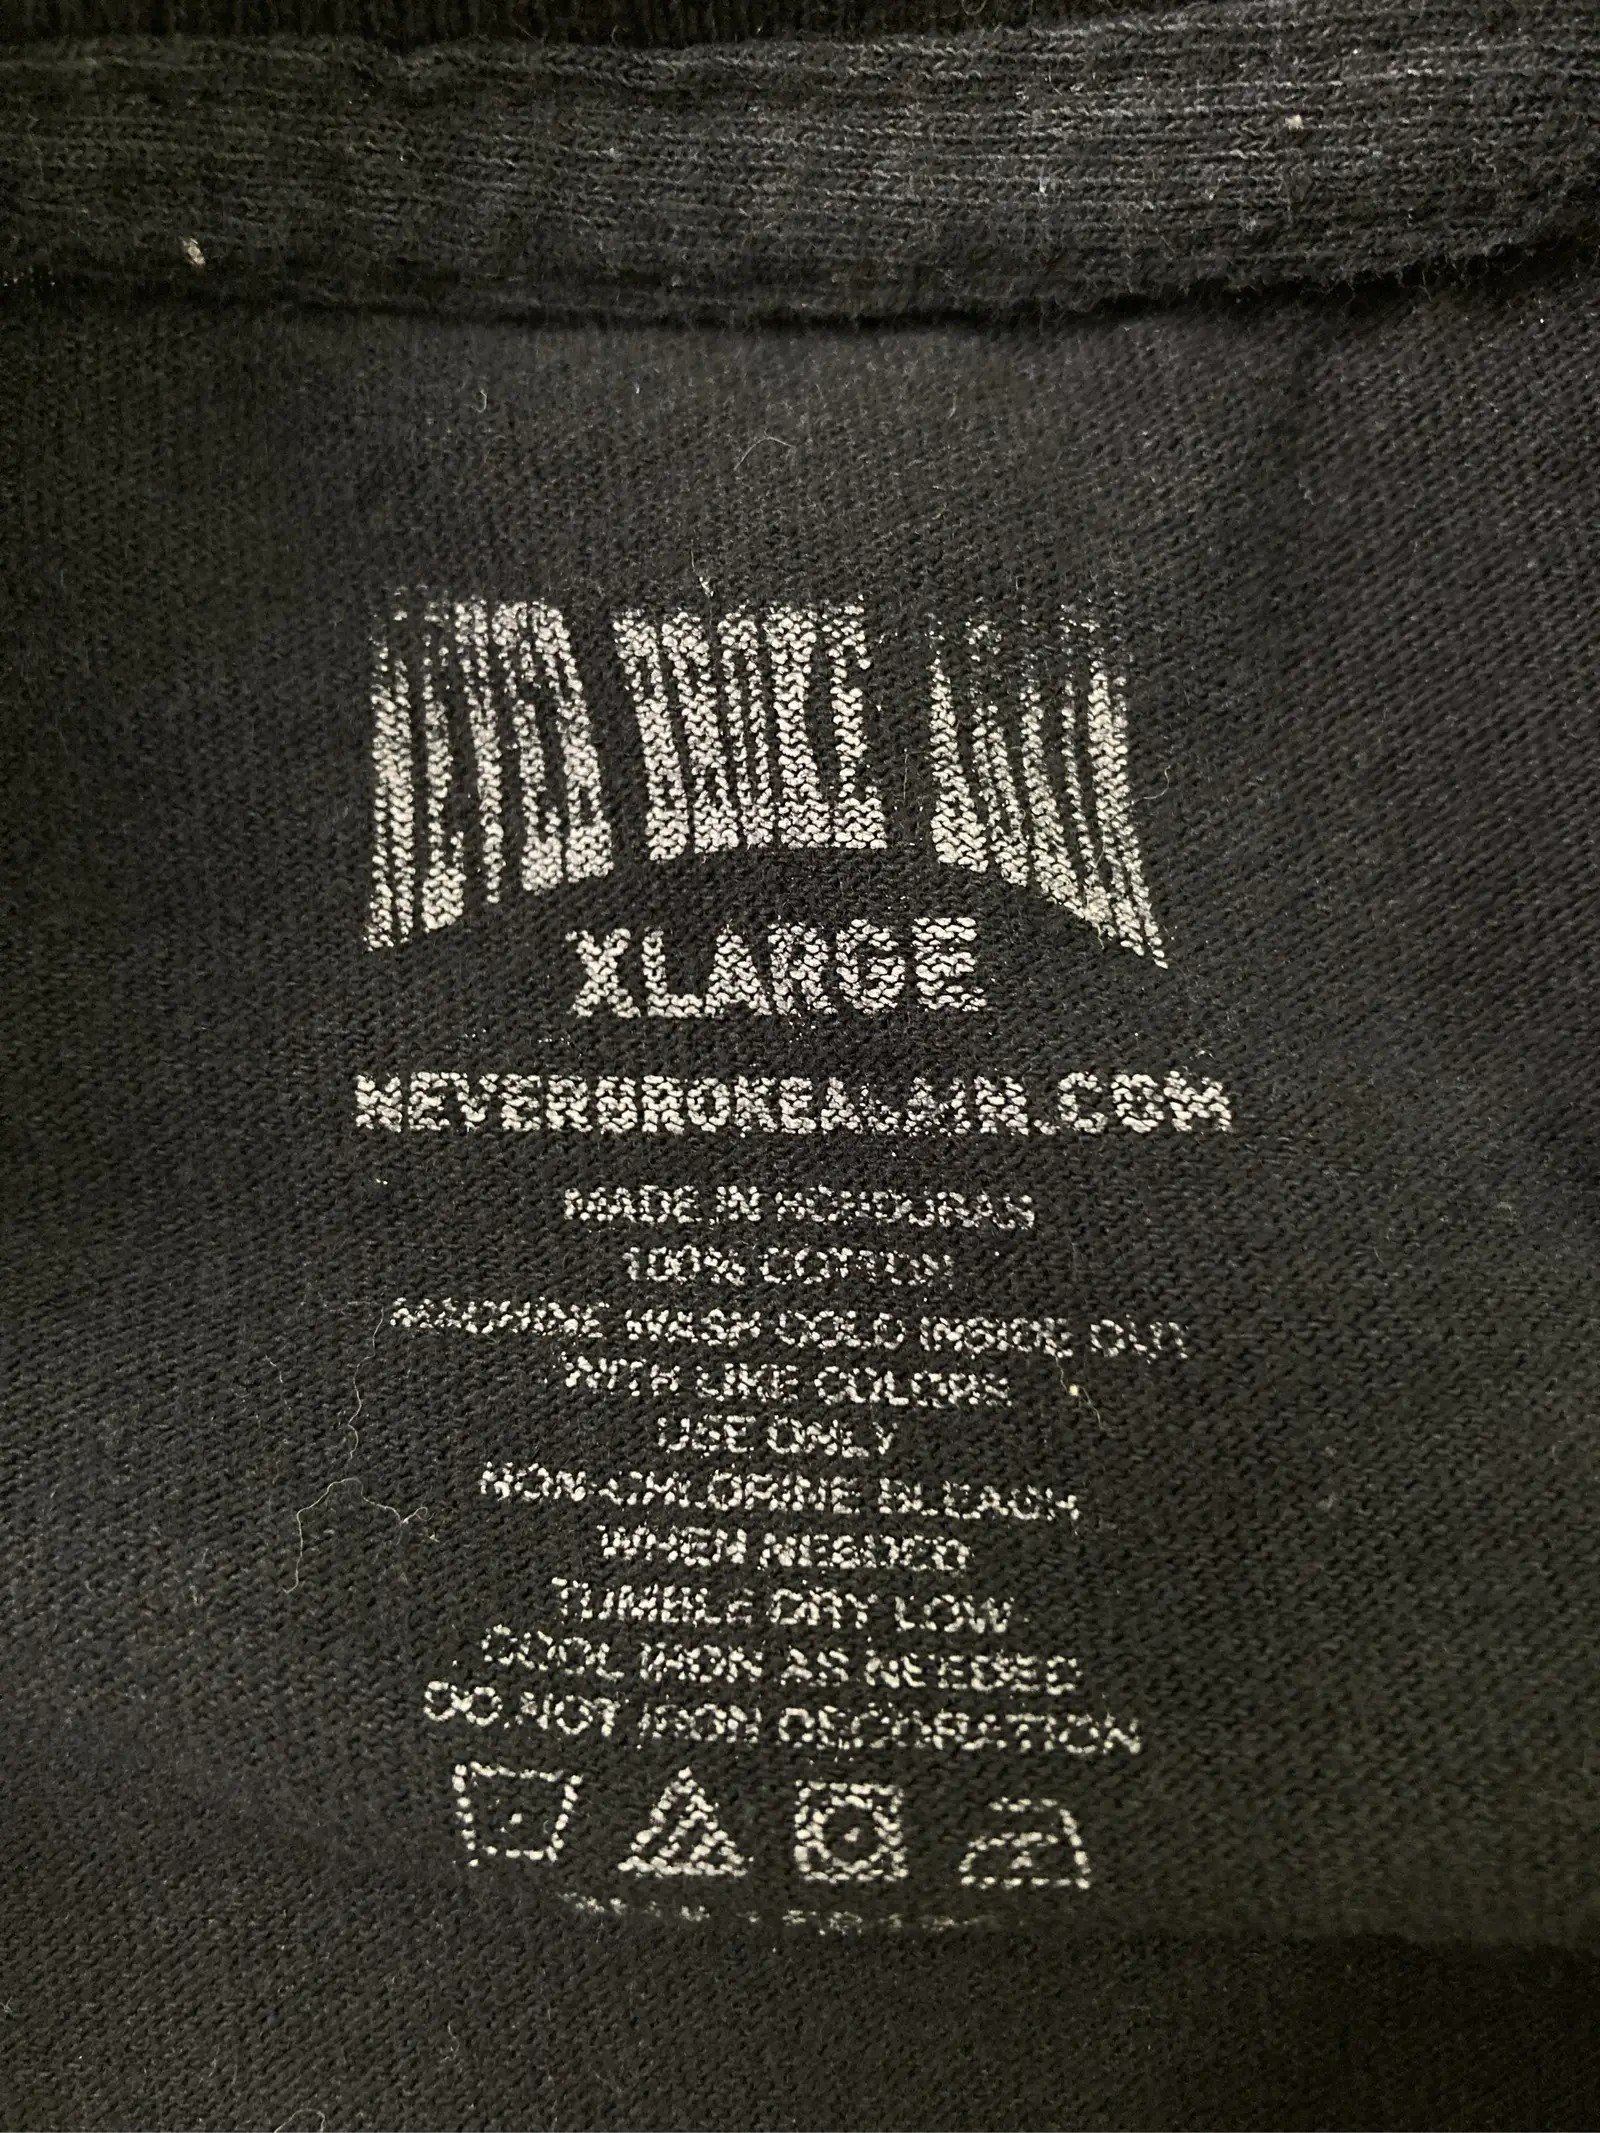 NEVER BROKE AGAIN
XLARGE
NEVERBROKEAGAIN.COM
MADE IN HONDURAS
100% COTTON
MACHINE WASH COLD INSIDE OUT
WITH LIKE COLORS
USE ONLY
NON-CHLORINE BLEACH
WHEN NEEDED
TUMBLE DRY LOW
COOL IRON AS NEEDED
DO NOT IRON DECORATION